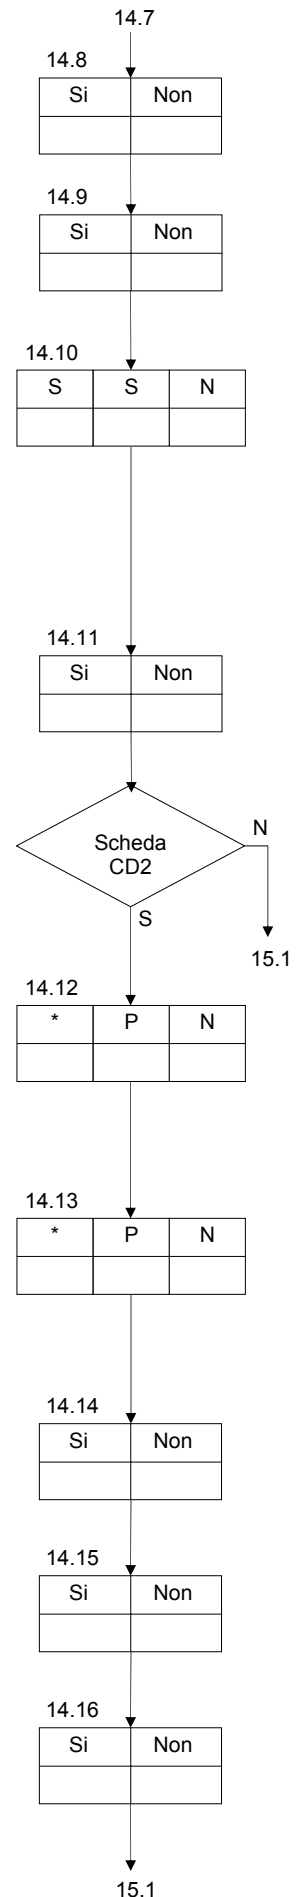 14.7
14.8
Si Non
14.9
Si Non
14.10
S S N
14.11
Si Non
Scheda
CD2
N
S
15.1
14.12
* P N
14.13
* P N
14.14
Si Non
14.15
Si Non
14.16
Si Non
15.1